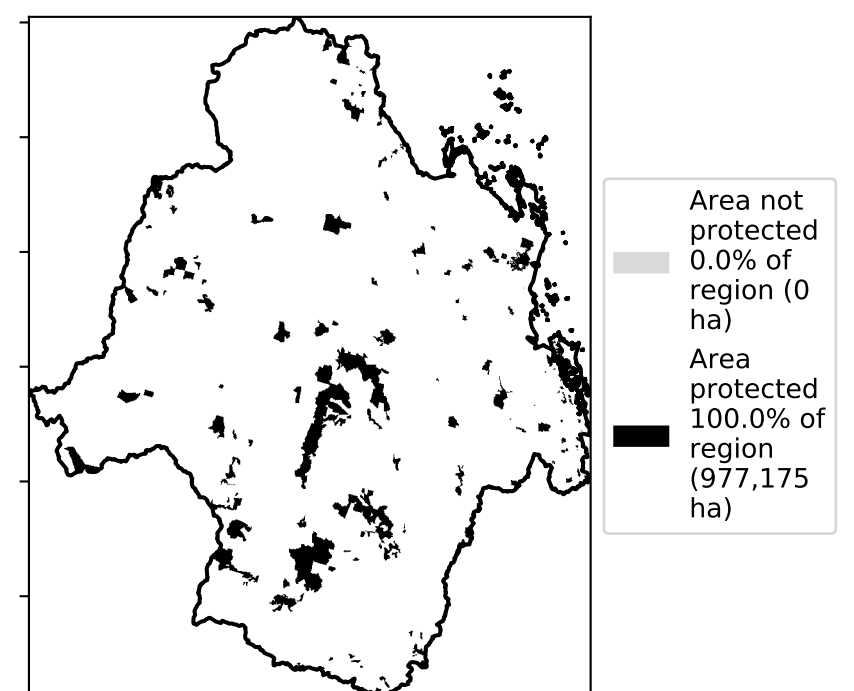 Area not
protected
0.0% of
region (0
ha)
Area
protected
100.0% of
region
(977,175
ha)